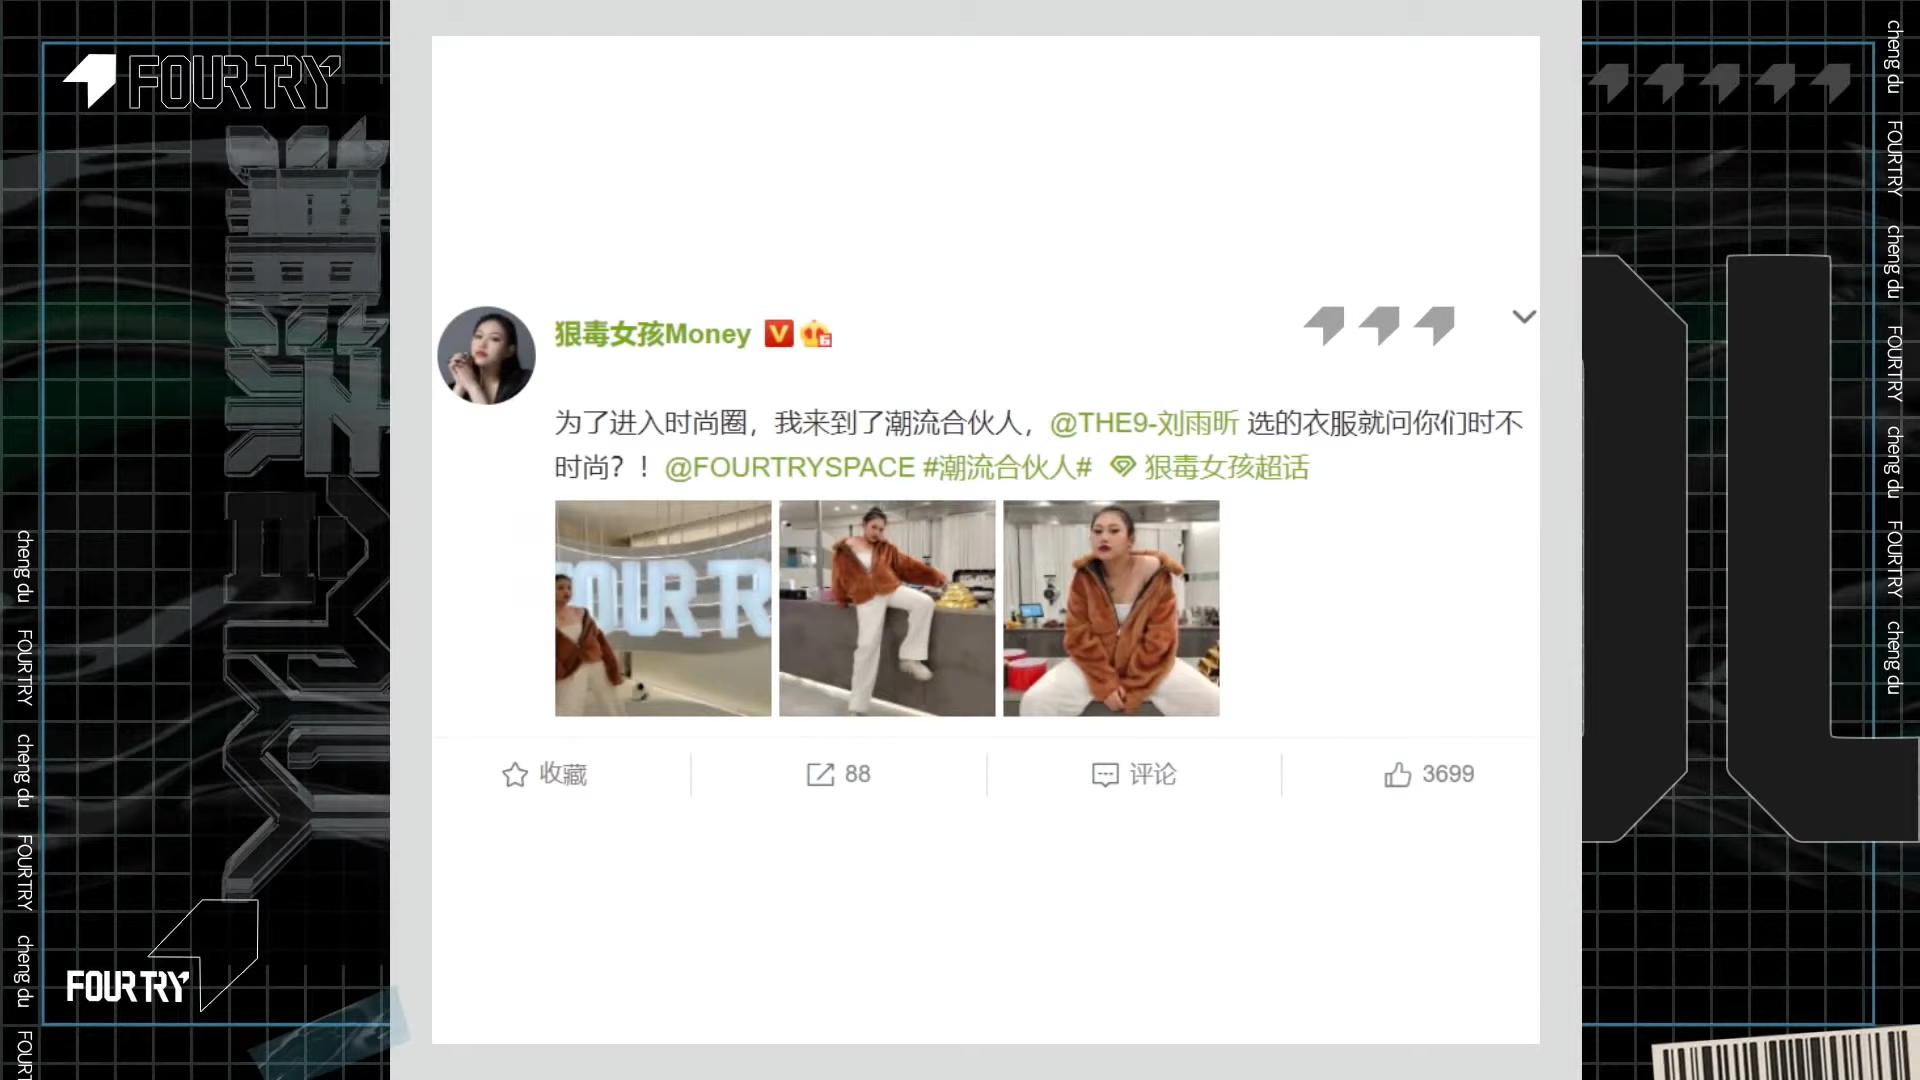 FOURTRY
狠毒女孩Money
为了进入时尚圈，我来到了潮流合伙人，@THE9-刘雨昕 选的衣服就问你们时不
时尚？！@FOURTRYSPACE #潮流合伙人# 狠毒女孩超话
OUR TR
收藏
88
评论
3699
FOURTRY
cheng du FOURTRY cheng du FOURTRY cheng du FOURT
cheng du FOURTRY cheng du FOURTRY cheng du FOURTRY cheng du